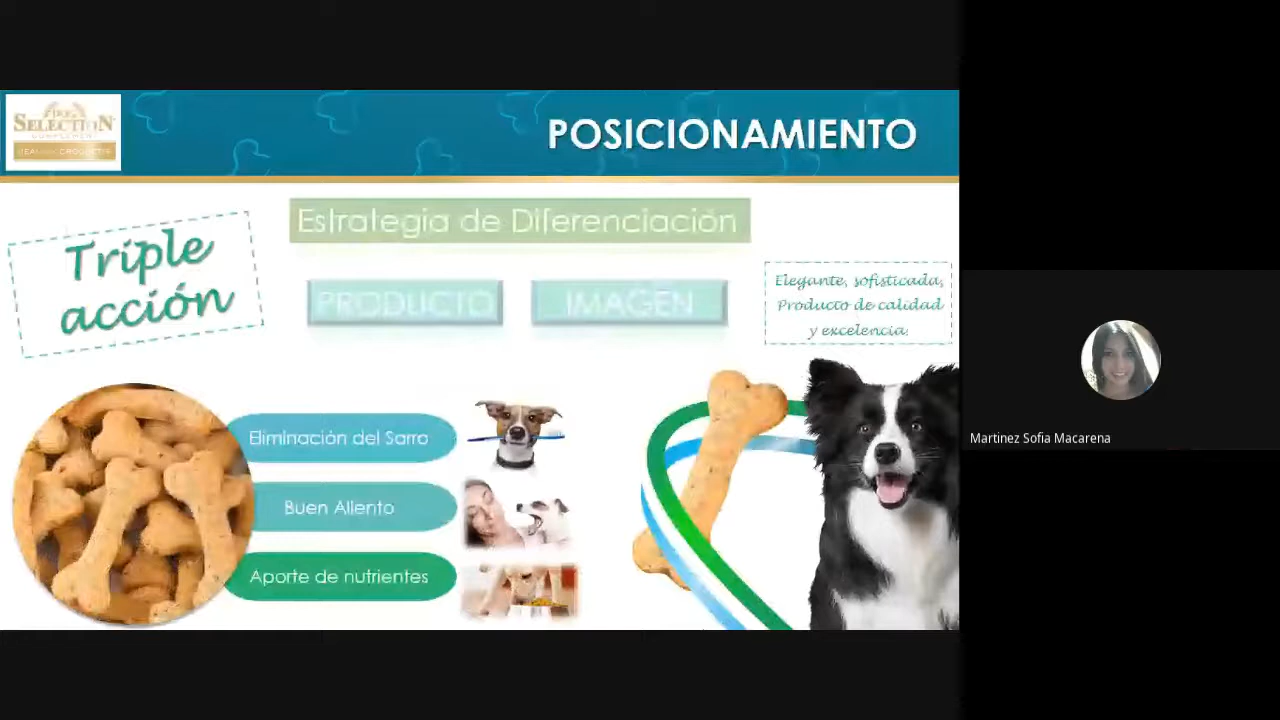 SELECTION
POSICIONAMIENTO
Estrategia de Diferenciación
Triple
acción
PRODUCTO
IMAGEN
Elegante, sofisticada,
Producto de calidad
y excelencia.
Eliminación del Sarro
Buen Aliento
Aporte de nutrientes
Martinez Sofia Macarena